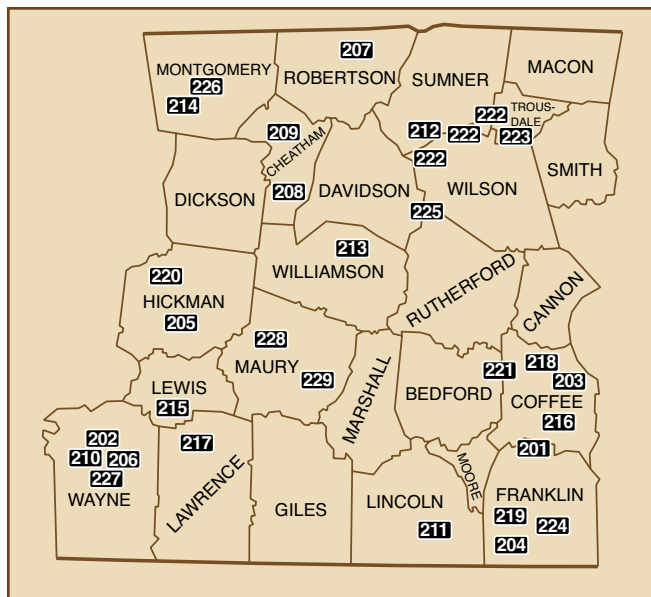 207
MONTGOMERY
ROBERTSON
SUMNER
MACON
226
214
209
CHEATHAM
212
222
222
222
TROUS-
DALE
223
SMITH
DICKSON
208
DAVIDSON
WILSON
225
213
WILLIAMSON
RUTHERFORD
CANNON
220
HICKMAN
205
228
MAURY
229
MARSHALL
221
BEDFORD
218
203
COFFEE
216
LEWIS
215
202
210
206
227
WAYNE
217
LAWRENCE
GILES
LINCOLN
211
MOORE
201
FRANKLIN
219
224
204